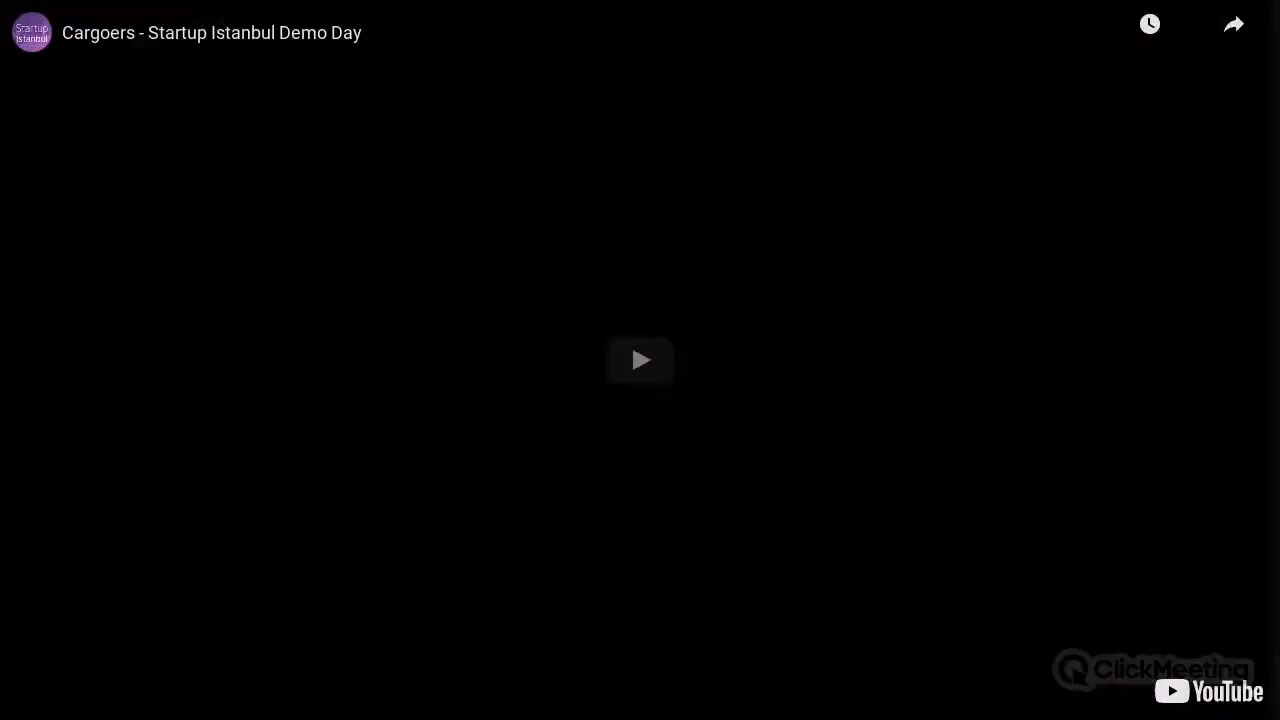 Startup
Istanbul
Cargoers - Startup Istanbul Demo Day
ClickMeeting
YouTube